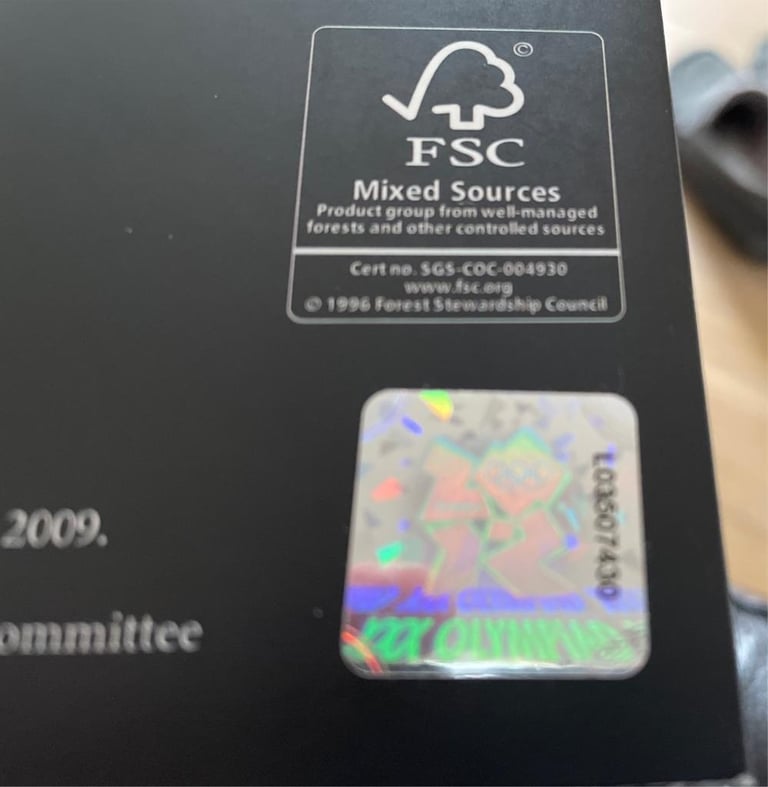 ©
FSC
Mixed Sources
Product group from well-managed
forests and other controlled sources
Cert no. SGS-COC-004930
www.fsc.org
© 1996 Forest Stewardship Council
L03507430
XXX OLYMPIAD
2009.
ommittee